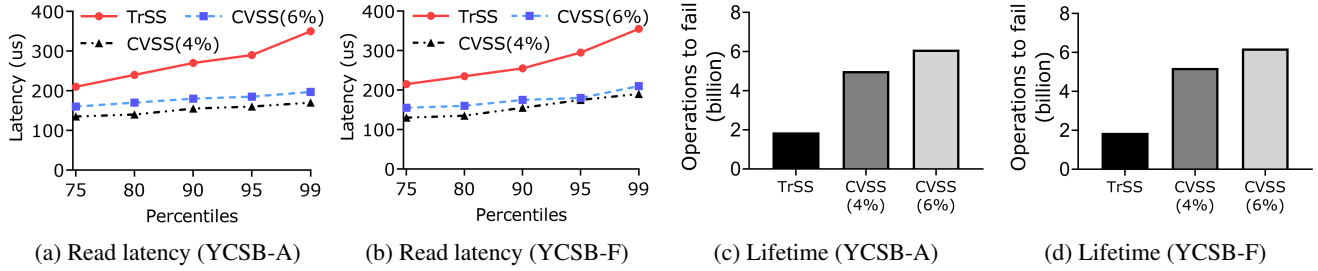 TrSS
CVSS(6%)
CVSS(4%)
Latency (us)
400
300
200
100
0
75
80
90
95
99
Percentiles
(a) Read latency (YCSB-A)
TrSS
CVSS(6%)
CVSS(4%)
Latency (us)
400
300
200
100
0
75
80
90
95
99
Percentiles
(b) Read latency (YCSB-F)
Operations to fail
(billion)
8
6
4
2
0
TrSS
CVSS
(4%)
CVSS
(6%)
(c) Lifetime (YCSB-A)
Operations to fail
(billion)
8
6
4
2
0
TrSS
CVSS
(4%)
CVSS
(6%)
(d) Lifetime (YCSB-F)